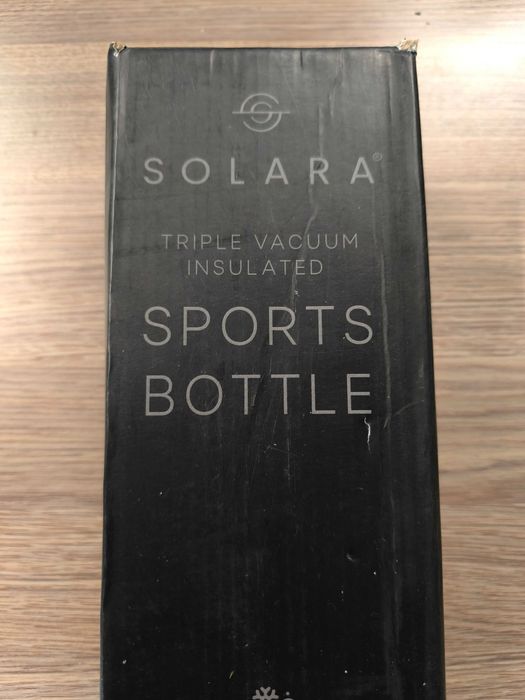 SOLARA®
TRIPLE VACUUM
INSULATED
SPORTS
BOTTLE